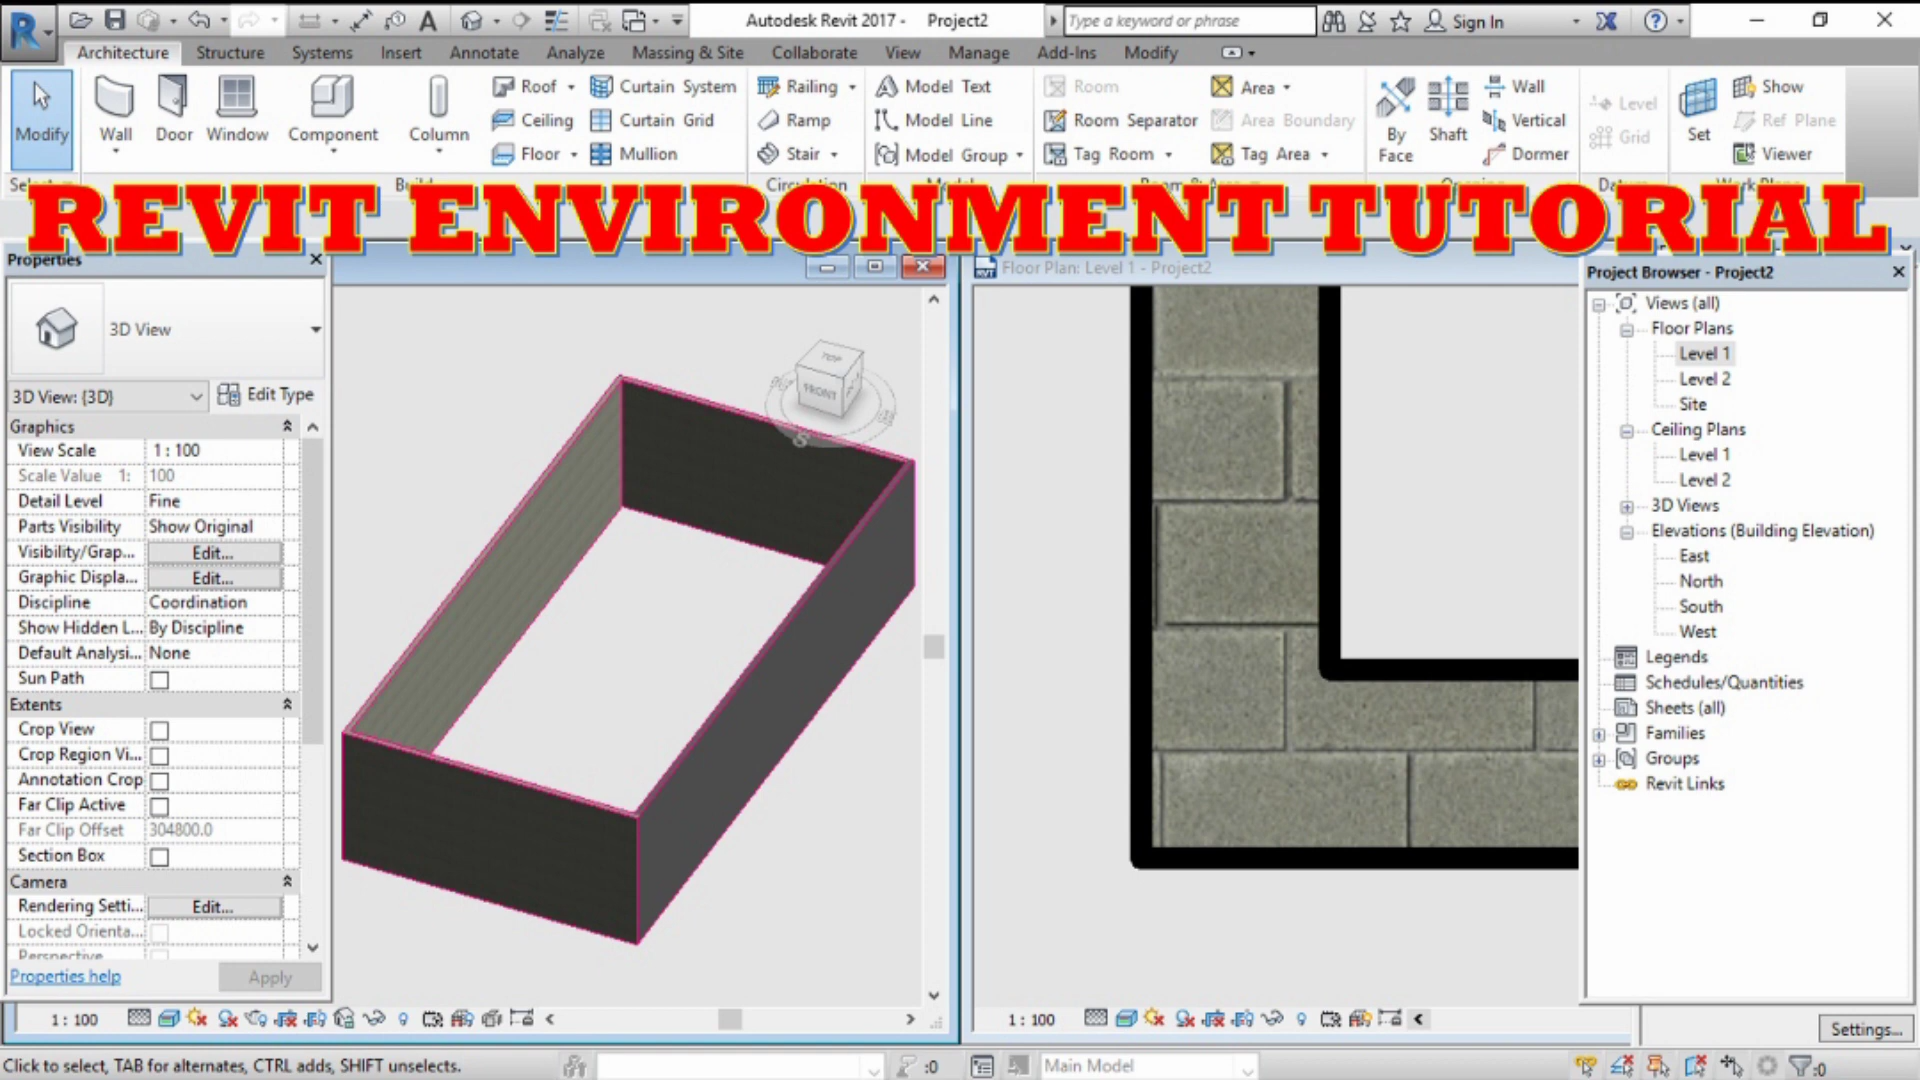 Autodesk Revit 2017 - Project2
Type a keyword or phrase
Sign In
Architecture Structure Systems Insert Annotate Analyze Massing & Site Collaborate View Manage Add-Ins Modify
Modify
Wall
Door
Window
Component
Column
Roof
Ceiling
Floor
Curtain System
Curtain Grid
Mullion
Railing
Ramp
Stair
Model Text
Model Line
Model Group
Room
Room Separator
Tag Room
Area
Area Boundary
Tag Area
By
Face
Shaft
Wall
Vertical
Dormer
Level
Grid
Set
Show
Ref Plane
Viewer
Circulation
REVIT ENVIRONMENT TUTORIAL
Properties
3D View
3D View: {3D}
Edit Type
Graphics
View Scale 1 : 100
Scale Value 1: 100
Detail Level Fine
Parts Visibility Show Original
Visibility/Grap... Edit...
Graphic Displa... Edit...
Discipline Coordination
Show Hidden L... By Discipline
Default Analysi... None
Sun Path
Extents
Crop View
Crop Region Vi...
Annotation Crop
Far Clip Active
Far Clip Offset 304800.0
Section Box
Camera
Rendering Setti... Edit...
Locked Orienta...
Perspective
Properties help
Apply
TOP
FRONT
S
1 : 100
Floor Plan: Level 1 - Project2
1 : 100
Project Browser - Project2
Views (all)
Floor Plans
Level 1
Level 2
Site
Ceiling Plans
Level 1
Level 2
3D Views
Elevations (Building Elevation)
East
North
South
West
Legends
Schedules/Quantities
Sheets (all)
Families
Groups
Revit Links
Settings...
Click to select, TAB for alternates, CTRL adds, SHIFT unselects.
:0
Main Model
:0